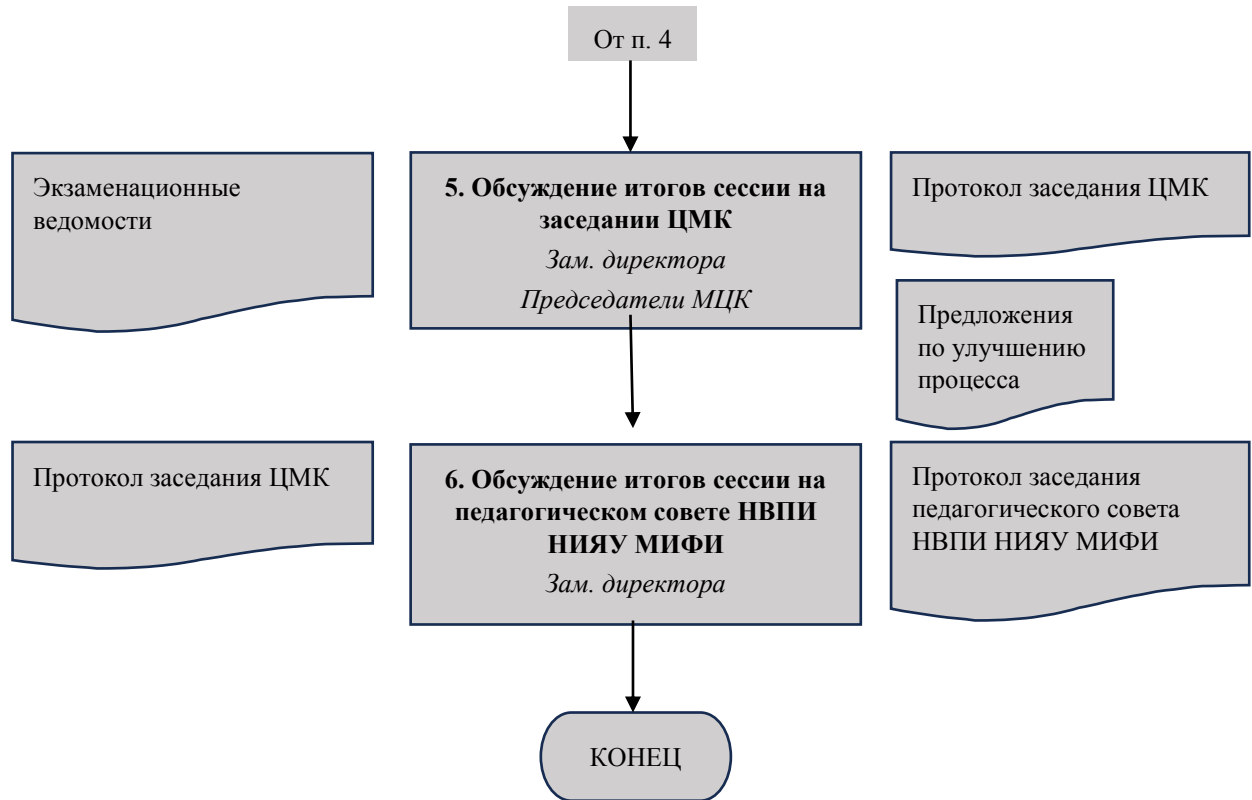 От п. 4
Экзаменационные
ведомости
5. Обсуждение итогов сессии на
заседании ЦМК
Зам. директора
Председатели МЦК
Протокол заседания ЦМК
Предложения
по улучшению
процесса
Протокол заседания ЦМК
6. Обсуждение итогов сессии на
педагогическом совете НВПИ
НИЯУ МИФИ
Зам. директора
Протокол заседания
педагогического совета
НВПИ НИЯУ МИФИ
КОНЕЦ